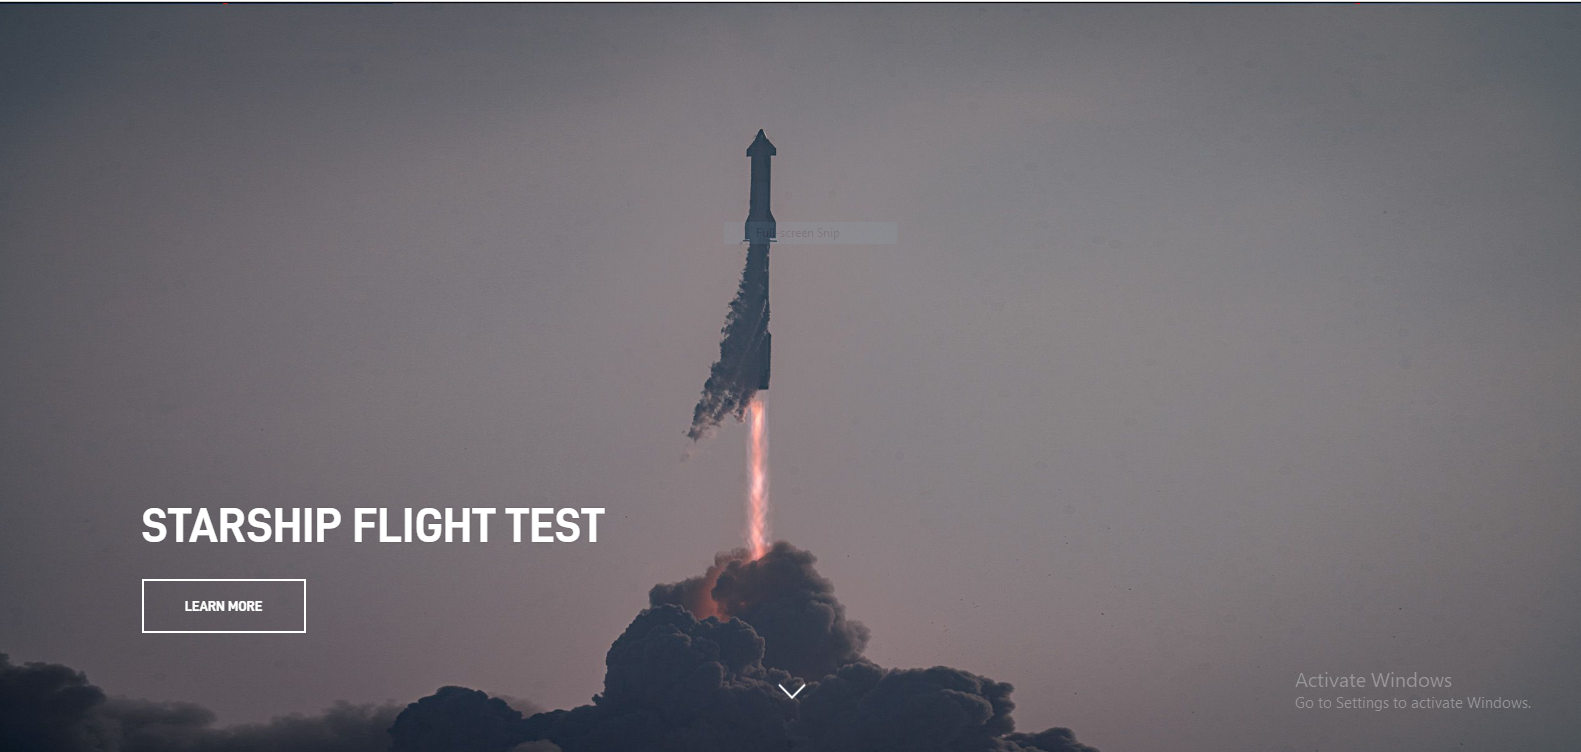 Full-screen Snip
STARSHIP FLIGHT TEST
LEARN MORE
Activate Windows
Go to Settings to activate Windows.